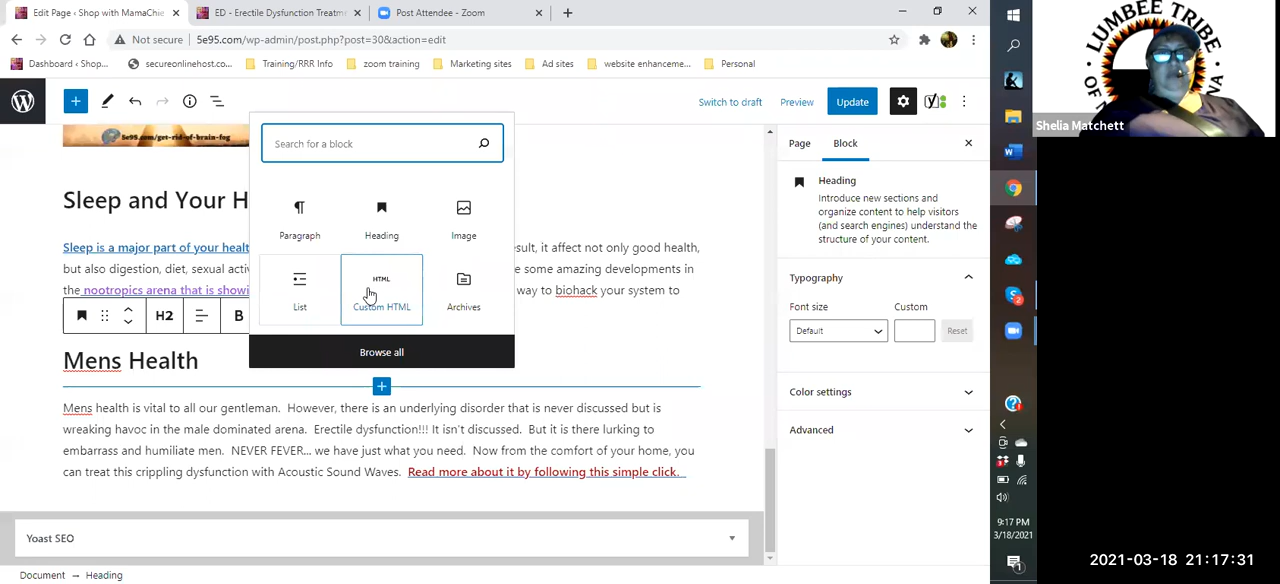 Edit Page ‹ Shop with MamaChie
ED - Erectile Dysfunction Treatm
Post Attendee - Zoom
Not secure
5e95.com/wp-admin/post.php?post=30&action=edit
Dashboard ‹ Shop...
secureonlinehost.co...
Training/RRR Info
zoom training
Marketing sites
Ad sites
website enhanceme...
Personal
Switch to draft
Preview
Update
5e95.com/get-rid-of-brain-fog
Search for a block
Paragraph
Heading
Image
List
HTML
Custom HTML
Archives
Browse all
Sleep and Your H
Sleep is a major part of your healt
sult, it affect not only good health,
but also digestion, diet, sexual activ
e some amazing developments in
the nootropics arena that is showi
way to biohack your system to
H2
B
Mens Health
Mens health is vital to all our gentleman. However, there is an underlying disorder that is never discussed but is
wreaking havoc in the male dominated arena. Erectile dysfunction!!! It isn't discussed. But it is there lurking to
embarrass and humiliate men. NEVER FEVER... we have just what you need. Now from the comfort of your home, you
can treat this crippling dysfunction with Acoustic Sound Waves. Read more about it by following this simple click.
Yoast SEO
Document → Heading
Page
Block
Heading
Introduce new sections and
organize content to help visitors
(and search engines) understand the
structure of your content.
Typography
Font size
Custom
Default
Reset
Color settings
Advanced
LUMBEE TRIBE
OF N
NA
Shelia Matchett
9:17 PM
3/18/2021
2021-03-18 21:17:31